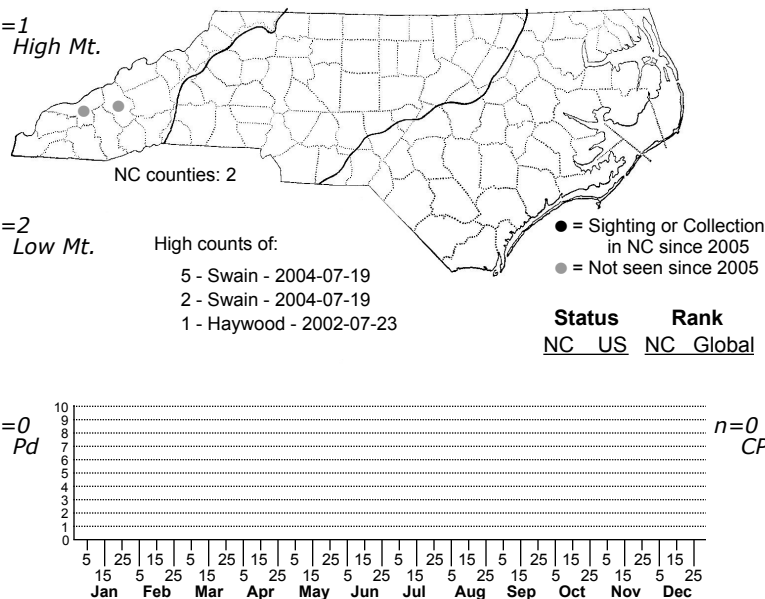 =1
High Mt.
NC counties: 2
=2
Low Mt.
High counts of:
5 - Swain - 2004-07-19
2 - Swain - 2004-07-19
1 - Haywood - 2002-07-23
= Sighting or Collection
in NC since 2005
= Not seen since 2005
Status Rank
NC US NC Global
=0
Pd
10
9
8
7
6
5
4
3
2
1
0
n=0
CP
5 25 15 5 25 15 5 25 15 5 25 15 5 25 15 5 25 15
15 5 25 15 5 25 15 5 25 15 5 25 15 5 25 15 5 25
Jan Feb Mar Apr May Jun Jul Aug Sep Oct Nov Dec